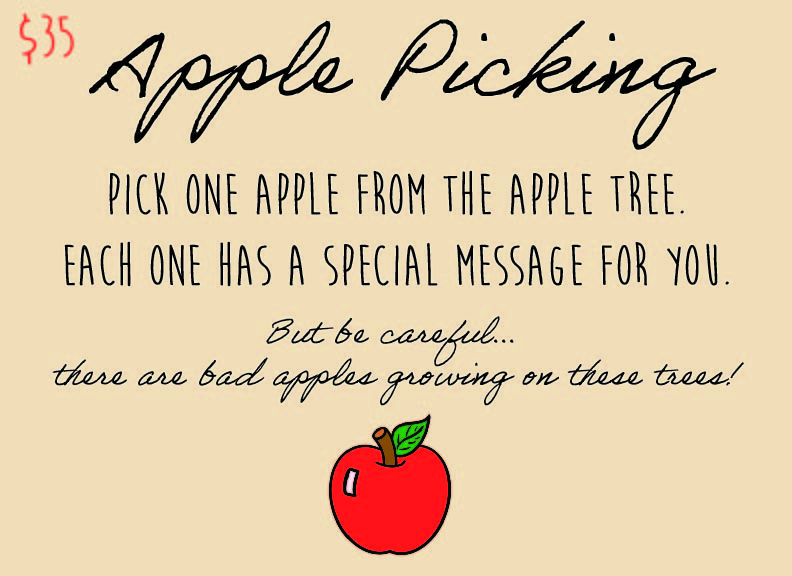 $35
Apple Picking
PICK ONE APPLE FROM THE APPLE TREE.
EACH ONE HAS A SPECIAL MESSAGE FOR YOU.
But be careful...
there are bad apples growing on these trees!